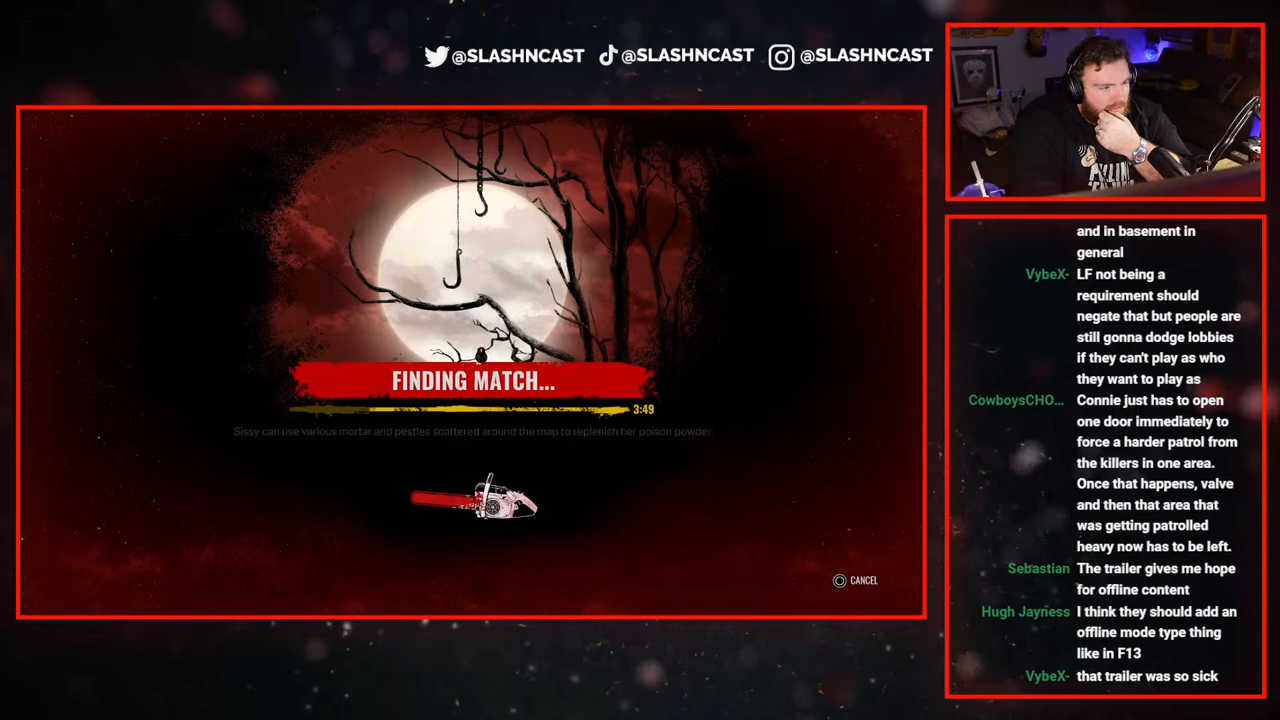 @SLASHNCAST @SLASHNCAST @SLASHNCAST
FINDING MATCH...
3:49
Sissy can use various mortar and pestles scattered around the map to replenish her poison powder.
CANCEL
and in basement in
general
VybeX- LF not being a
requirement should
negate that but people are
still gonna dodge lobbies
if they can't play as who
they want to play as
CowboysCHO... Connie just has to open
one door immediately to
force a harder patrol from
the killers in one area.
Once that happens, valve
and then that area that
was getting patrolled
heavy now has to be left.
Sebastian The trailer gives me hope
for offline content
Hugh Jayness I think they should add an
offline mode type thing
like in F13
VybeX- that trailer was so sick